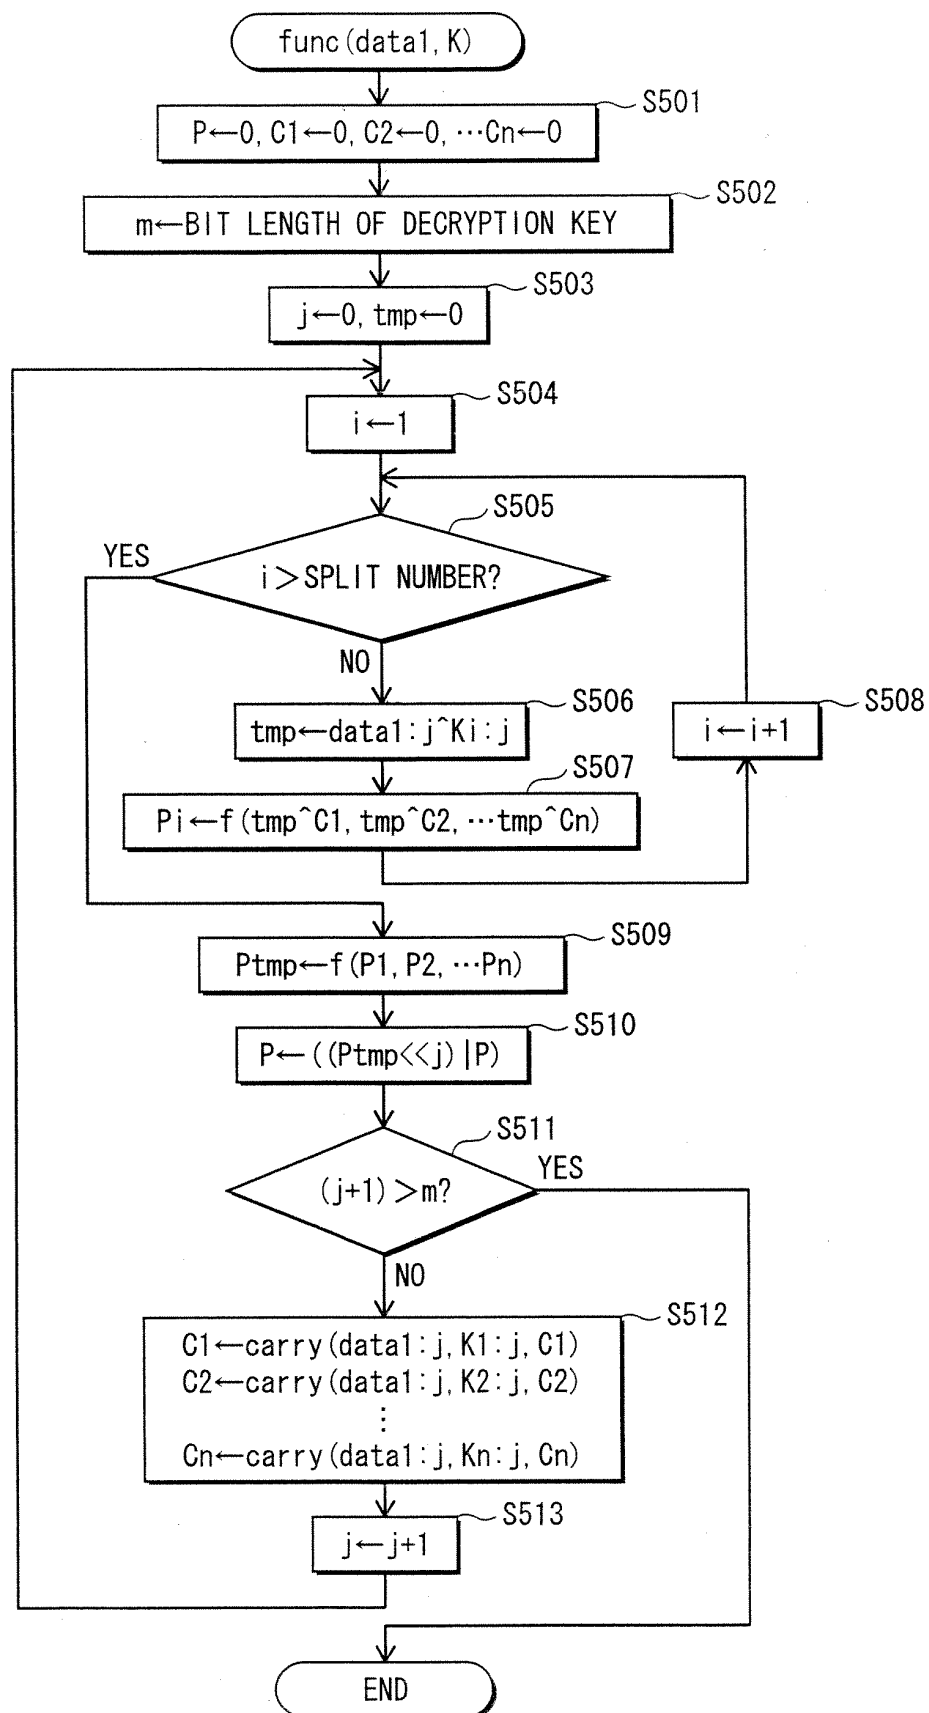 func(data1,K)
S501
P←0,C1←0,C2←0,…Cn←0
S502
m←BIT LENGTH OF DECRYPTION KEY
S503
j←0,tmp←0
S504
i←1
S505
YES
i>SPLIT NUMBER?
NO
S506
S508
tmp←data1:j^Ki:j
i←i+1
S507
Pi←f(tmp^C1,tmp^C2,…tmp^Cn)
S509
Ptmp←f(P1,P2,…Pn)
S510
P←((Ptmp<<j)|P)
S511
YES
(j+1)>m?
NO
S512
C1←carry(data1:j,K1:j,C1)
C2←carry(data1:j,K2:j,C2)
⋮
Cn←carry(data1:j,Kn:j,Cn)
S513
j←j+1
END